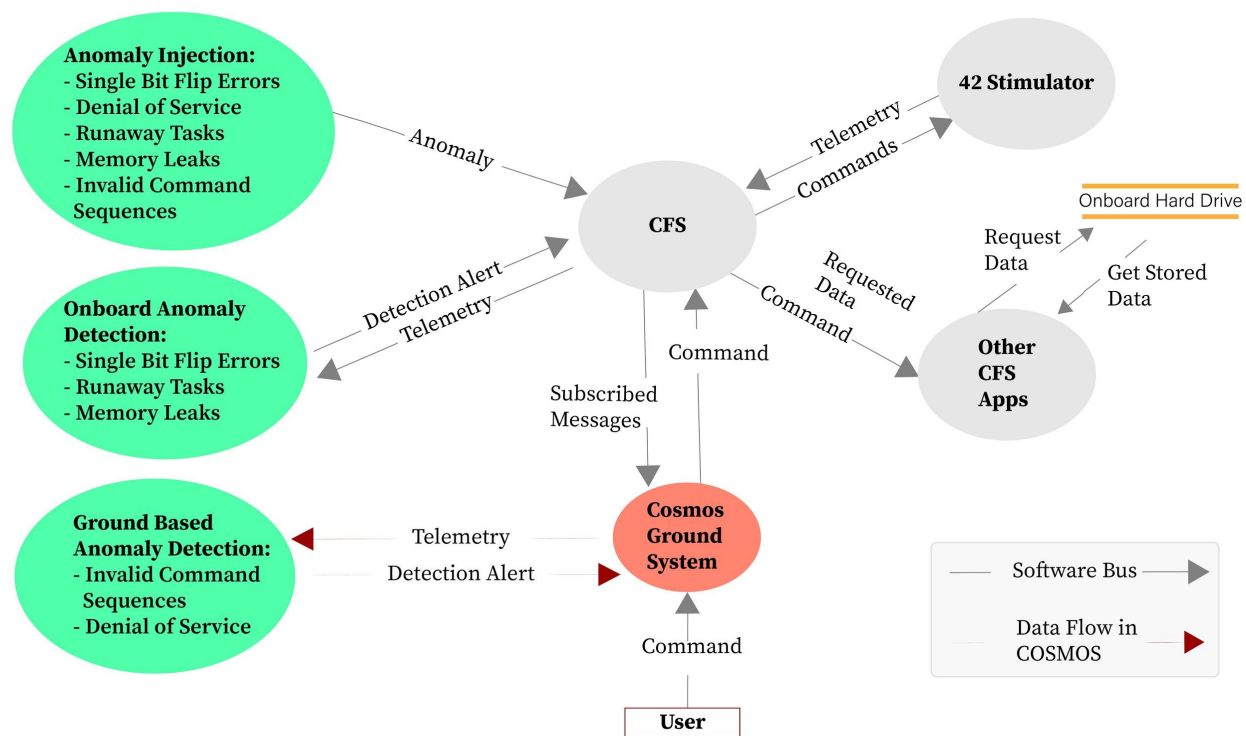 Anomaly Injection:
- Single Bit Flip Errors
- Denial of Service
- Runaway Tasks
- Memory Leaks
- Invalid Command
Sequences
Anomaly
42 Stimulator
Telemetry
Commands
CFS
Onboard Hard Drive
Request
Data
Get Stored
Data
Requested
Data
Command
Other
CFS
Apps
Detection Alert
Telemetry
Onboard Anomaly
Detection:
- Single Bit Flip Errors
- Runaway Tasks
- Memory Leaks
Command
Subscribed
Messages
Cosmos
Ground
System
Ground Based
Anomaly Detection:
- Invalid Command
Sequences
- Denial of Service
Telemetry
Detection Alert
Command
User
Software Bus
Data Flow in
COSMOS